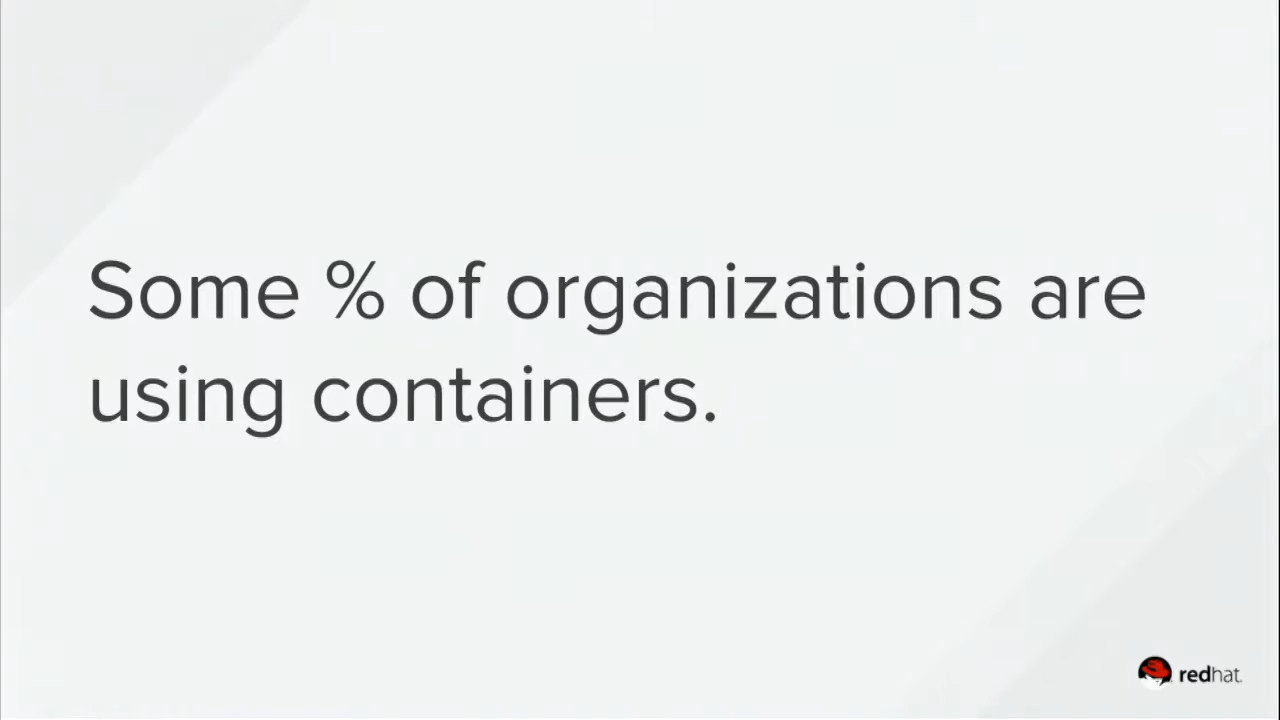 Some % of organizations are
using containers.
redhat.